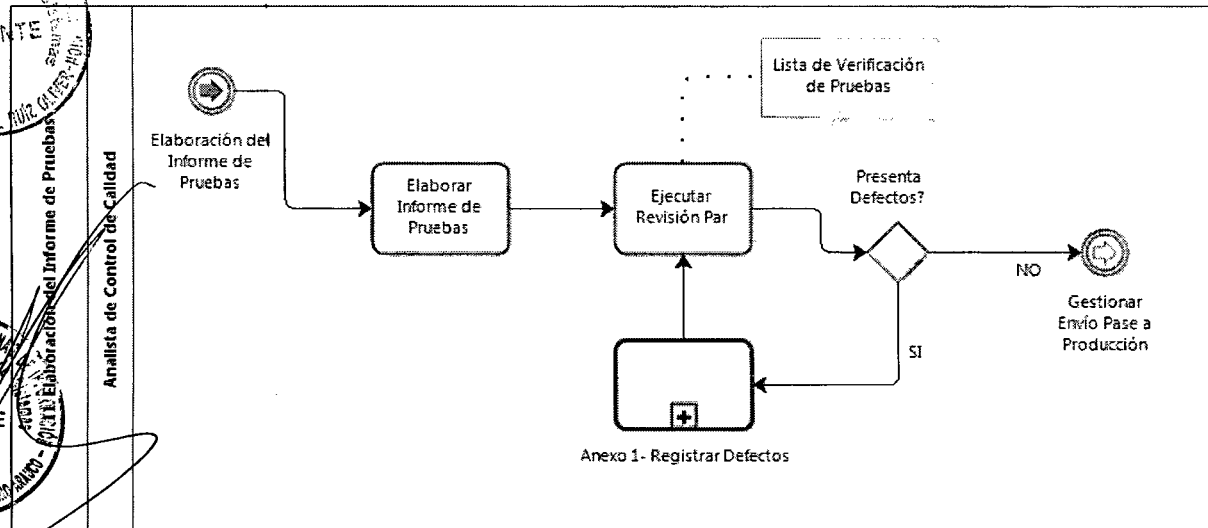 Elaboración del Informe de Pruebas
Analista de Control de Calidad
Elaboración del
Informe de
Pruebas
Elaborar
Informe de
Pruebas
Ejecutar
Revisión Par
Lista de Verificación
de Pruebas
Presenta
Defectos?
NO
SI
Gestionar
Envío Pase a
Producción
Anexo 1- Registrar Defectos